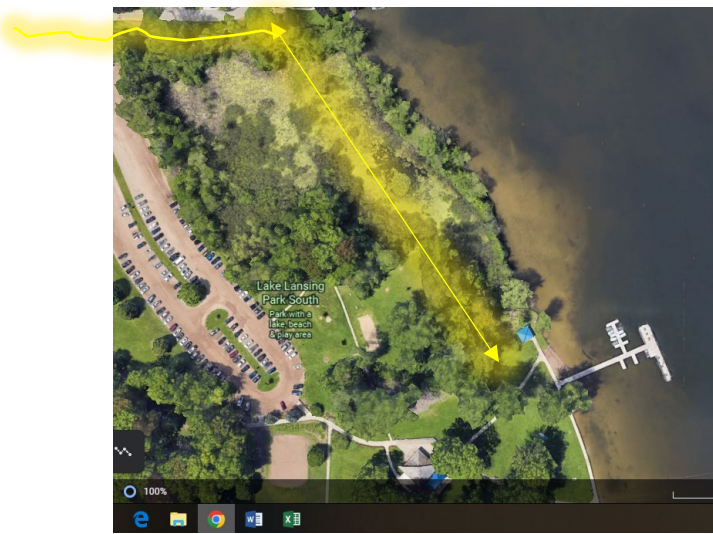 Lake Lansing
Park South
Park with a
lake, beach
& play area
100%